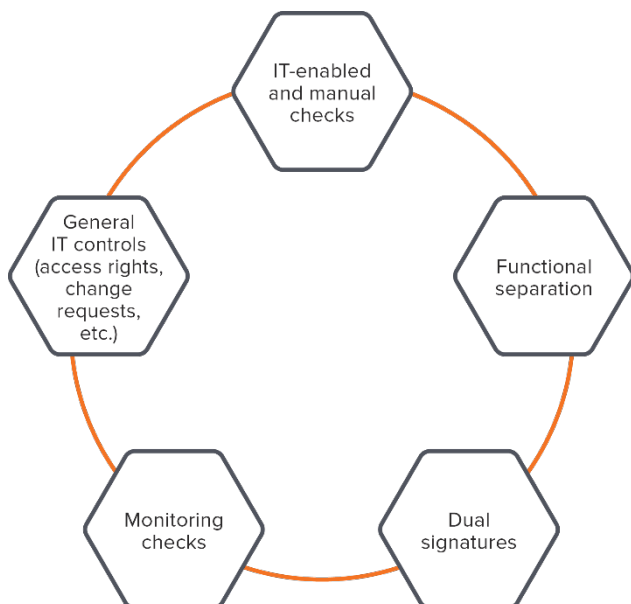 IT-enabled
and manual
checks
General
IT controls
(access rights,
change
requests,
etc.)
Functional
separation
Monitoring
checks
Dual
signatures